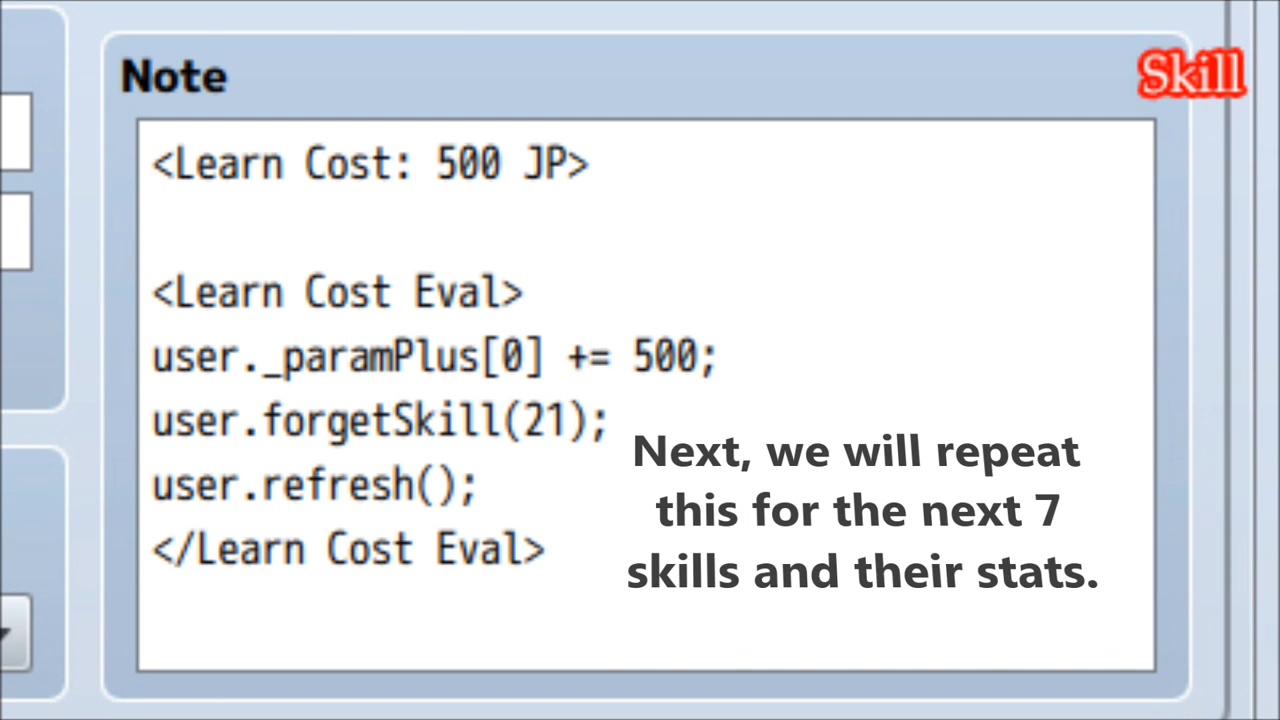 Note
Skill
<Learn Cost: 500 JP>
<Learn Cost Eval>
user._paramPlus[0] += 500;
user.forgetSkill(21);
user.refresh();
</Learn Cost Eval>
Next, we will repeat
this for the next 7
skills and their stats.